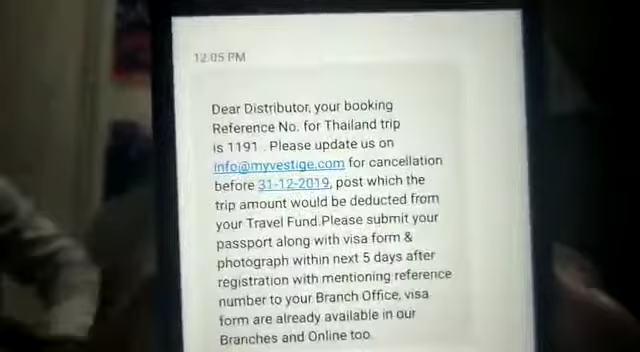 12:05 PM
Dear Distributor, your booking
Reference No. for Thailand trip
is 1191 . Please update us on
info@myvestige.com for cancellation
before 31-12-2019, post which the
trip amount would be deducted from
your Travel Fund.Please submit your
passport along with visa form &
photograph within next 5 days after
registration with mentioning reference
number to your Branch Office, visa
form are already available in our
Branches and Online too